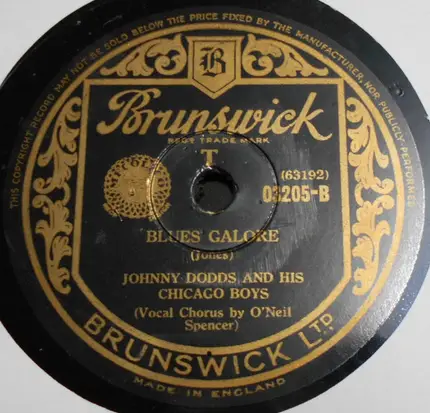 THIS COPYRIGHT RECORD MAY NOT BE SOLD BELOW THE PRICE FIXED BY THE MANUFACTURER, NOR PUBLICLY PERFORMED
B
Brunswick
REGD TRADE MARK
T
(63192)
03205-B
BLUES GALORE
(Jones)
JOHNNY DODDS AND HIS
CHICAGO BOYS
(Vocal Chorus by O'Neil
Spencer)
BRUNSWICK LTD.
MADE IN ENGLAND